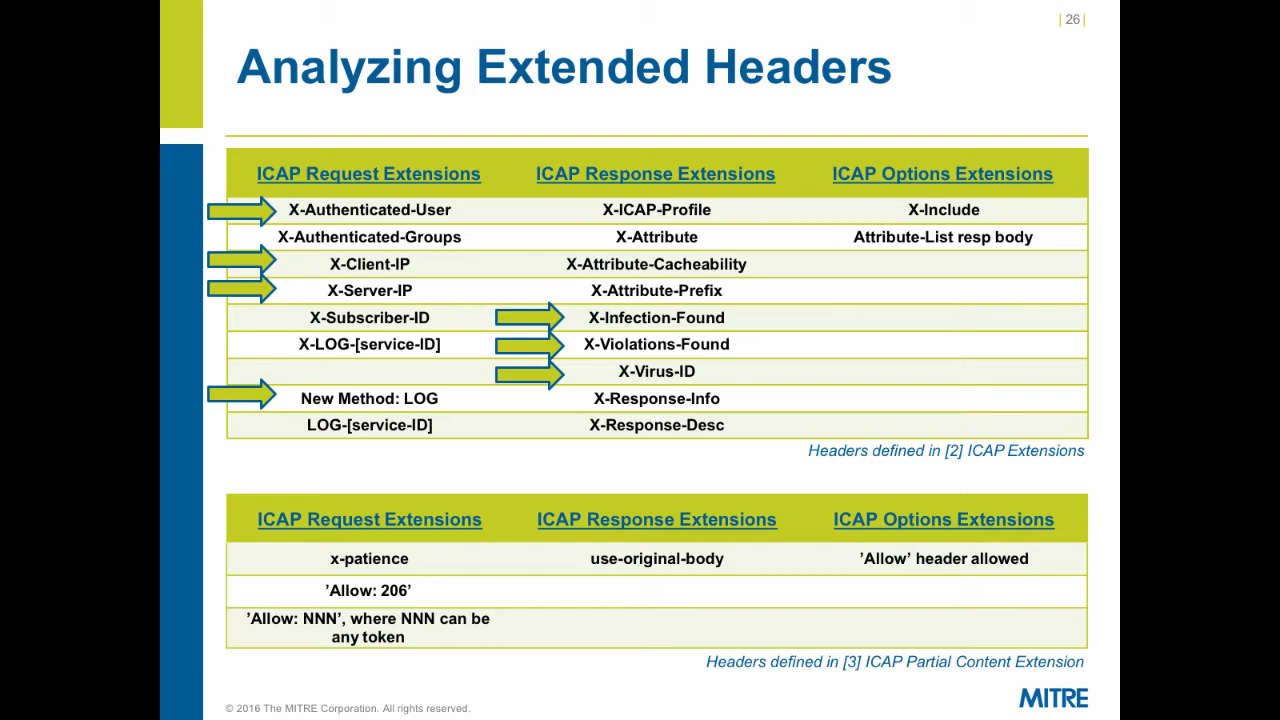 | 26 |
Analyzing Extended Headers
ICAP Request Extensions ICAP Response Extensions ICAP Options Extensions
X-Authenticated-User X-ICAP-Profile X-Include
X-Authenticated-Groups X-Attribute Attribute-List resp body
X-Client-IP X-Attribute-Cacheability
X-Server-IP X-Attribute-Prefix
X-Subscriber-ID X-Infection-Found
X-LOG-[service-ID] X-Violations-Found
X-Virus-ID
New Method: LOG X-Response-Info
LOG-[service-ID] X-Response-Desc
Headers defined in [2] ICAP Extensions
ICAP Request Extensions ICAP Response Extensions ICAP Options Extensions
x-patience use-original-body ’Allow’ header allowed
’Allow: 206’
’Allow: NNN’, where NNN can be
any token
Headers defined in [3] ICAP Partial Content Extension
© 2016 The MITRE Corporation. All rights reserved.
MITRE